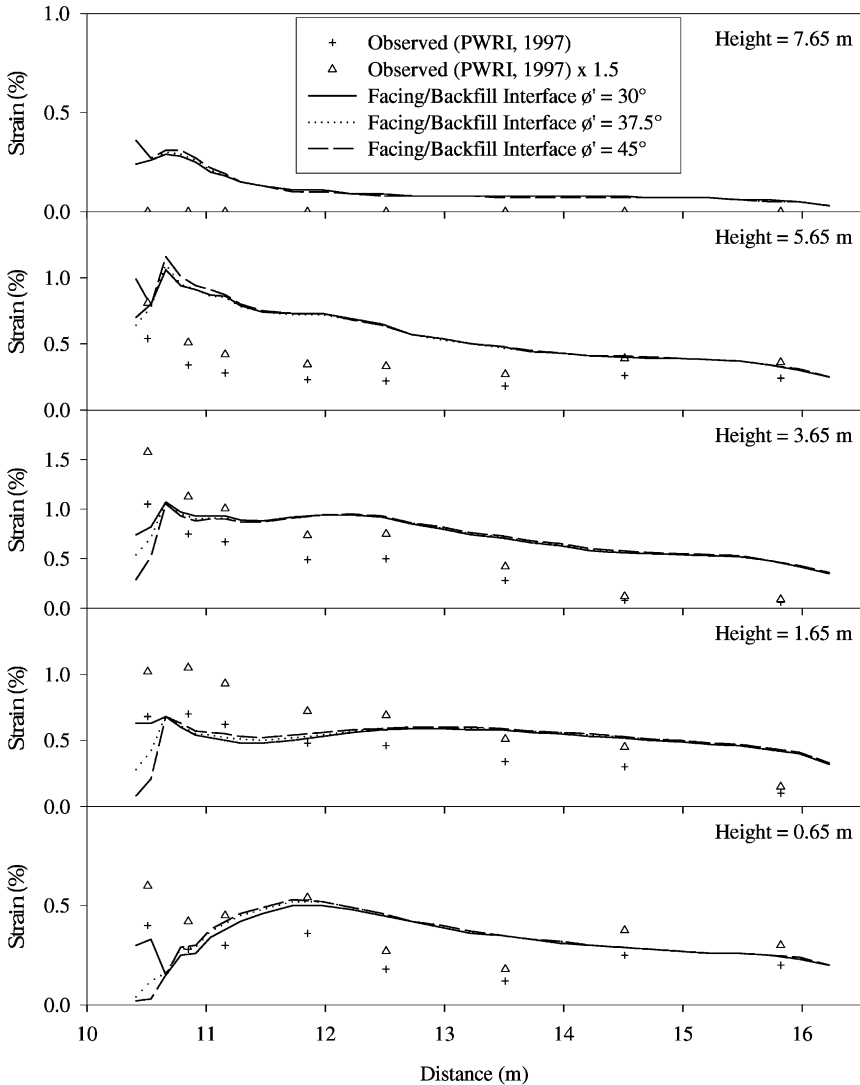 1.0
Observed (PWRI, 1997)
Height = 7.65 m
Observed (PWRI, 1997) x 1.5
Facing/Backfill Interface ø' = 30°
Strain (%)
0.5
Facing/Backfill Interface ø' = 37.5°
Facing/Backfill Interface ø' = 45°
0.0
Height = 5.65 m
1.0
Strain (%)
0.5
0.0
Height = 3.65 m
1.5
Strain (%)
1.0
0.5
0.0
Height = 1.65 m
1.0
Strain (%)
0.5
0.0
Height = 0.65 m
Strain (%)
0.5
0.0
10 11 12 13 14 15 16
Distance (m)